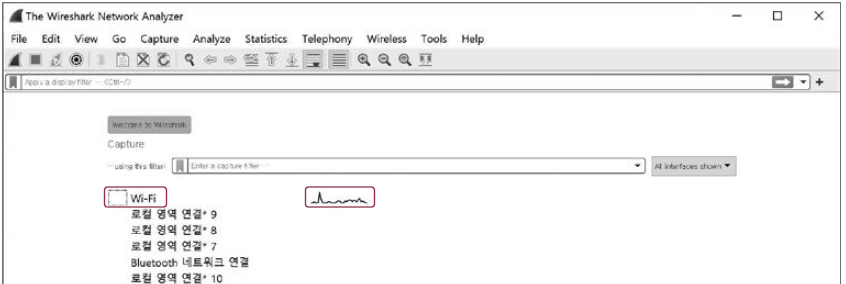 The Wireshark Network Analyzer
File Edit View Go Capture Analyze Statistics Telephony Wireless Tools Help
Apply a display filter ... <Ctrl-/>
Welcome to Wireshark
Capture
...using this filter: Enter a capture filter ... All interfaces shown
Wi-Fi
로컬 영역 연결* 9
로컬 영역 연결* 8
로컬 영역 연결* 7
Bluetooth 네트워크 연결
로컬 영역 연결* 10